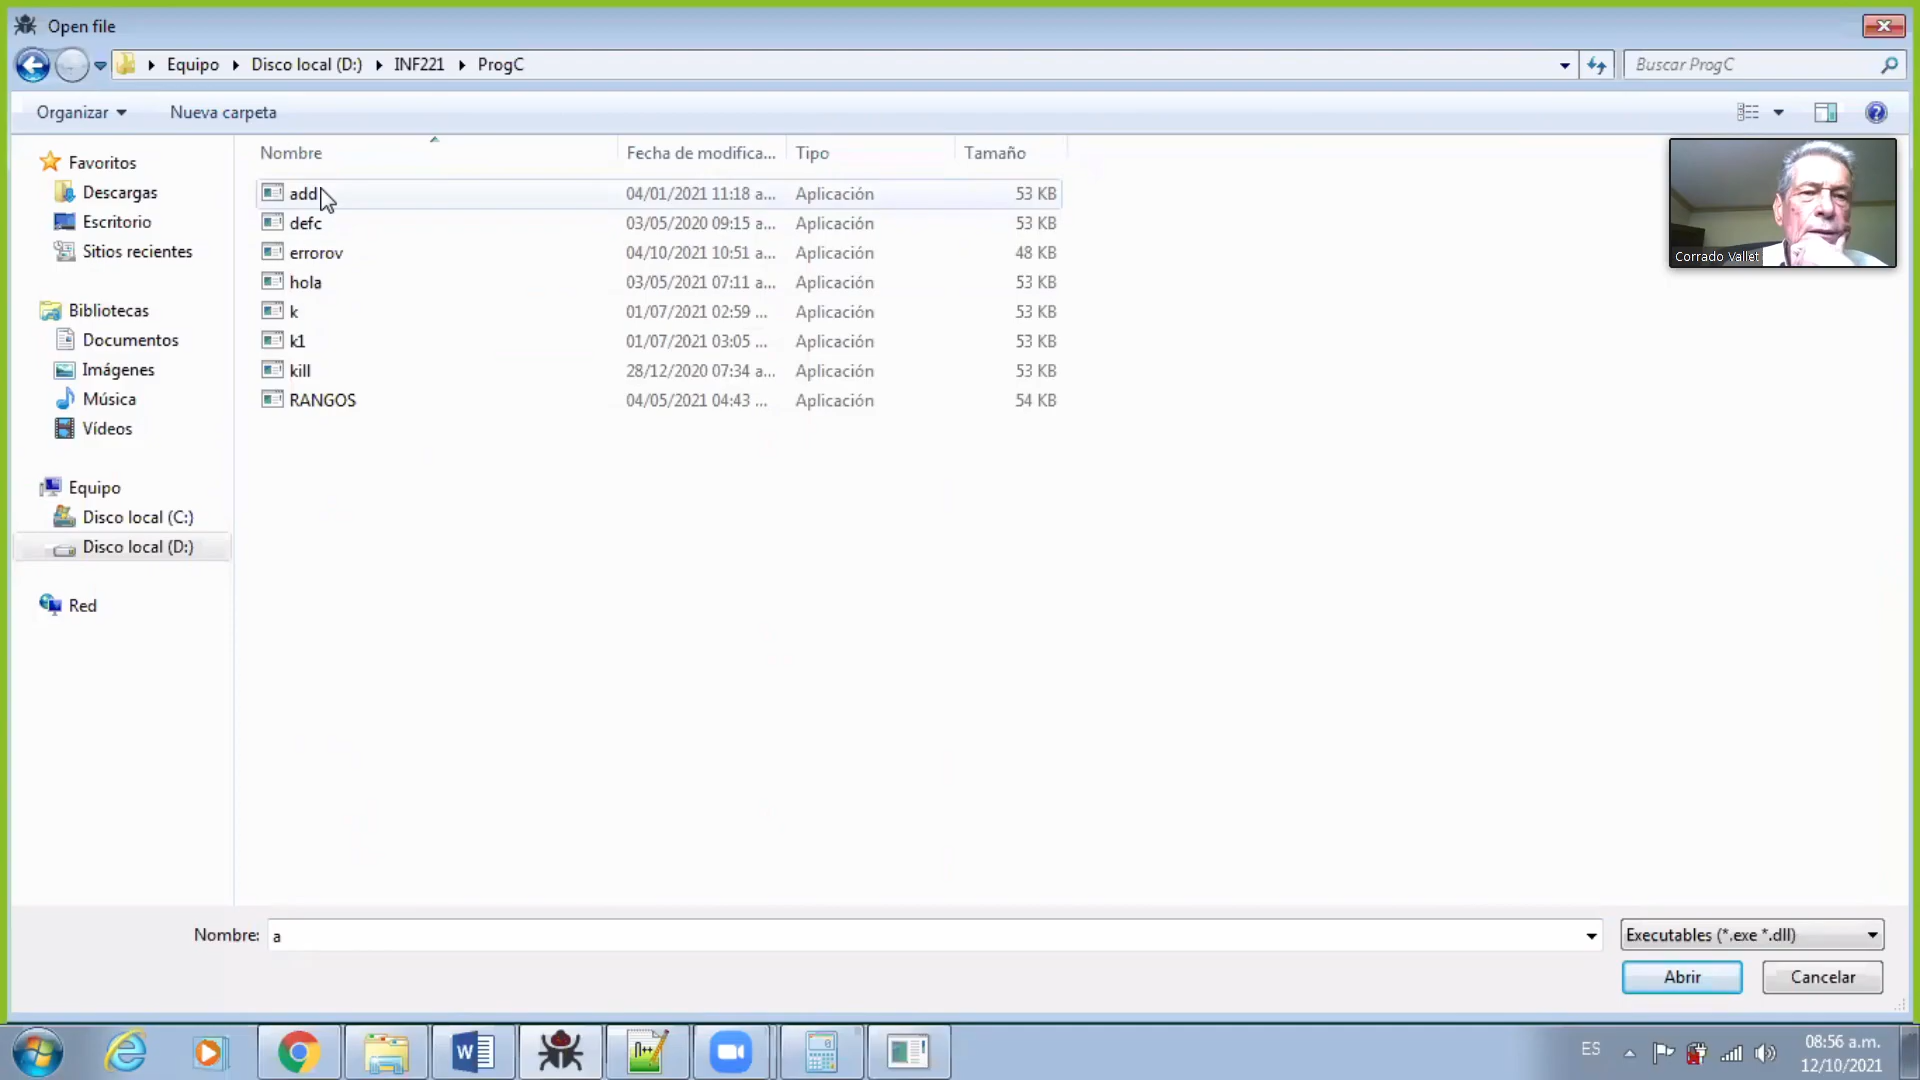 Open file
Equipo
Disco local (D:)
INF221
ProgC
Buscar ProgC
Organizar
Nueva carpeta
Nombre
Fecha de modifica...
Tipo
Tamaño
Favoritos
Descargas
Escritorio
Sitios recientes
Bibliotecas
Documentos
Imágenes
Música
Vídeos
Equipo
Disco local (C:)
Disco local (D:)
Red
add 04/01/2021 11:18 a... Aplicación 53 KB
defc 03/05/2020 09:15 a... Aplicación 53 KB
errorov 04/10/2021 10:51 a... Aplicación 48 KB
hola 03/05/2021 07:11 a... Aplicación 53 KB
k 01/07/2021 02:59 ... Aplicación 53 KB
k1 01/07/2021 03:05 ... Aplicación 53 KB
kill 28/12/2020 07:34 a... Aplicación 53 KB
RANGOS 04/05/2021 04:43 ... Aplicación 54 KB
Corrado Vallet
Nombre: a
Executables (*.exe *.dll)
Abrir
Cancelar
ES
08:56 a.m.
12/10/2021